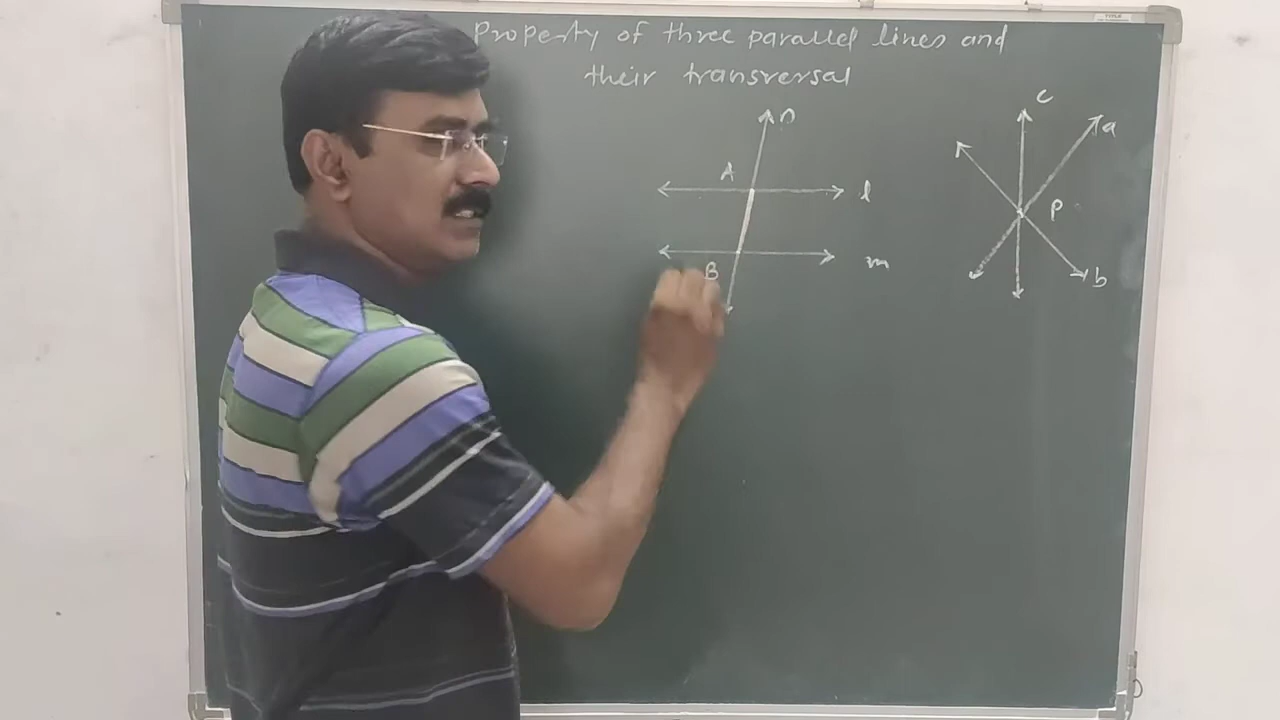 Property of three parallel lines and
their transversal
n
A
l
B
m
c
a
P
b